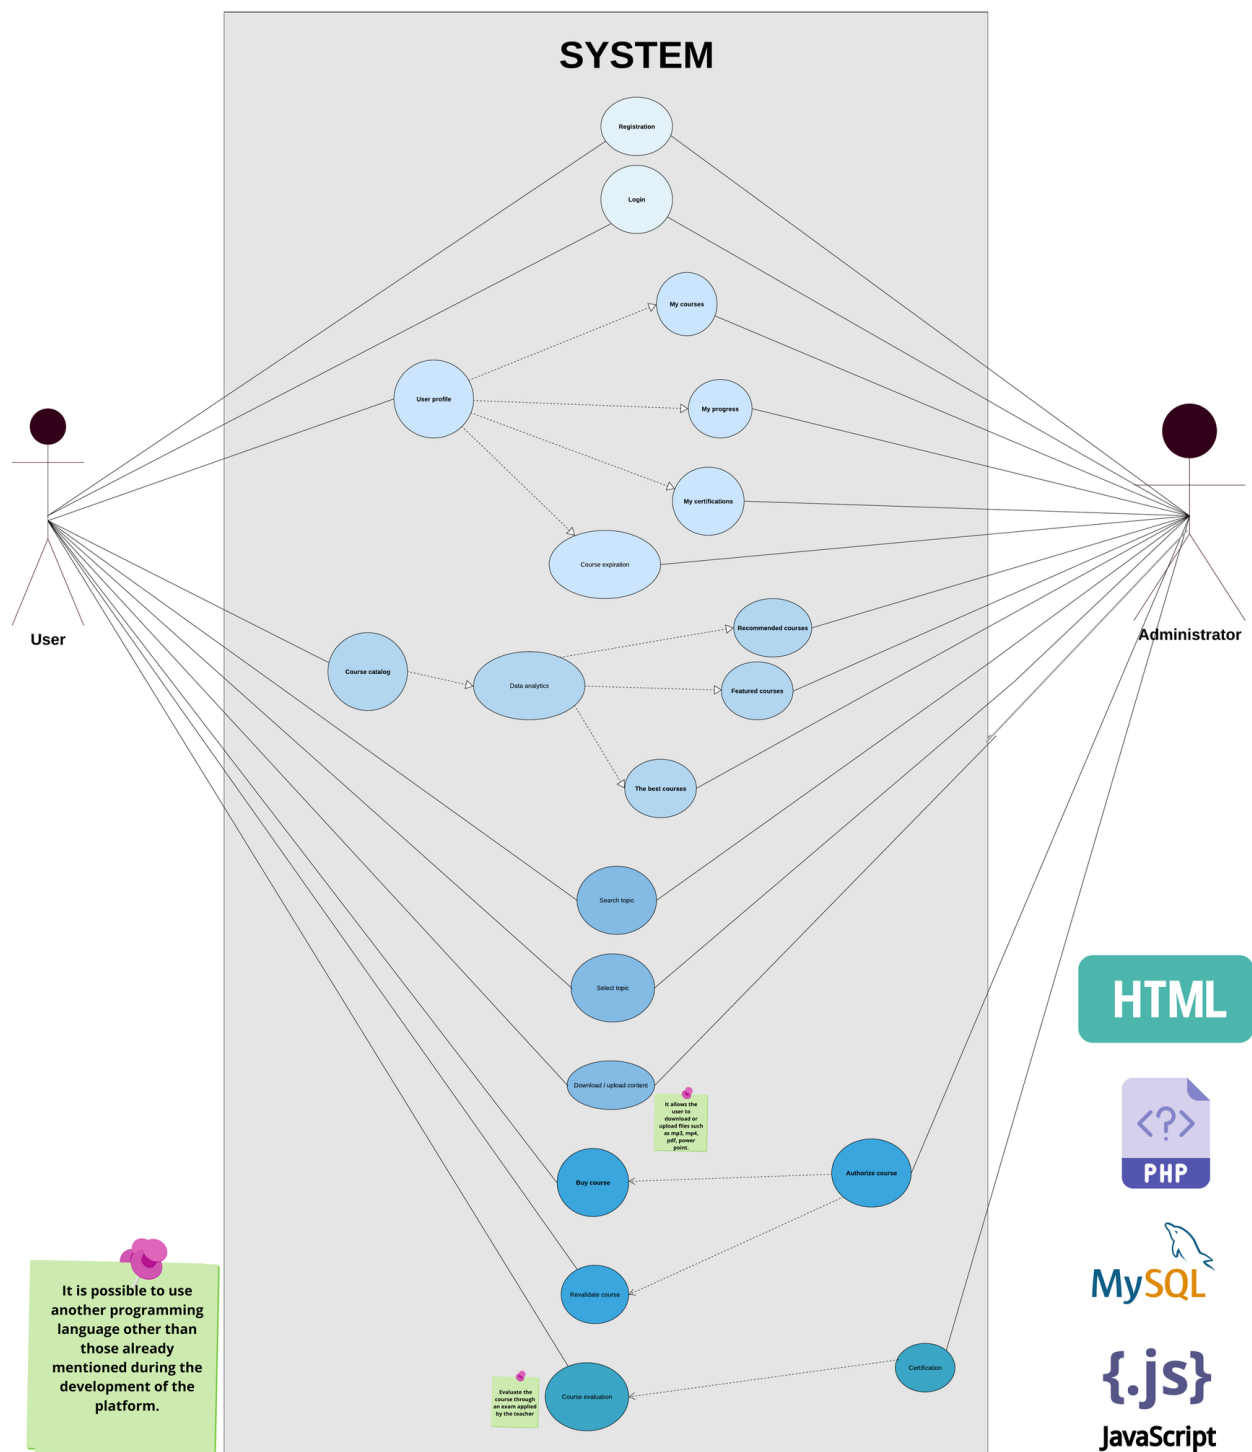 SYSTEM
Registration
Login
My courses
User profile
My progress
My certifications
Course expiration
User
Administrator
Recommended courses
Course catalog
Data analytics
Featured courses
The best courses
Search topic
Select topic
HTML
Download / upload content
It allows the
user to
download or
upload files such
as mp3, mp4,
pdf, power
point.
<?>
PHP
Buy course
Authorize course
MySQL
It is possible to use
another programming
language other than
those already
mentioned during the
development of the
platform.
Revalidate course
Certification
{.js}
JavaScript
Evaluate the
course through
an exam applied
by the teacher
Course evaluation